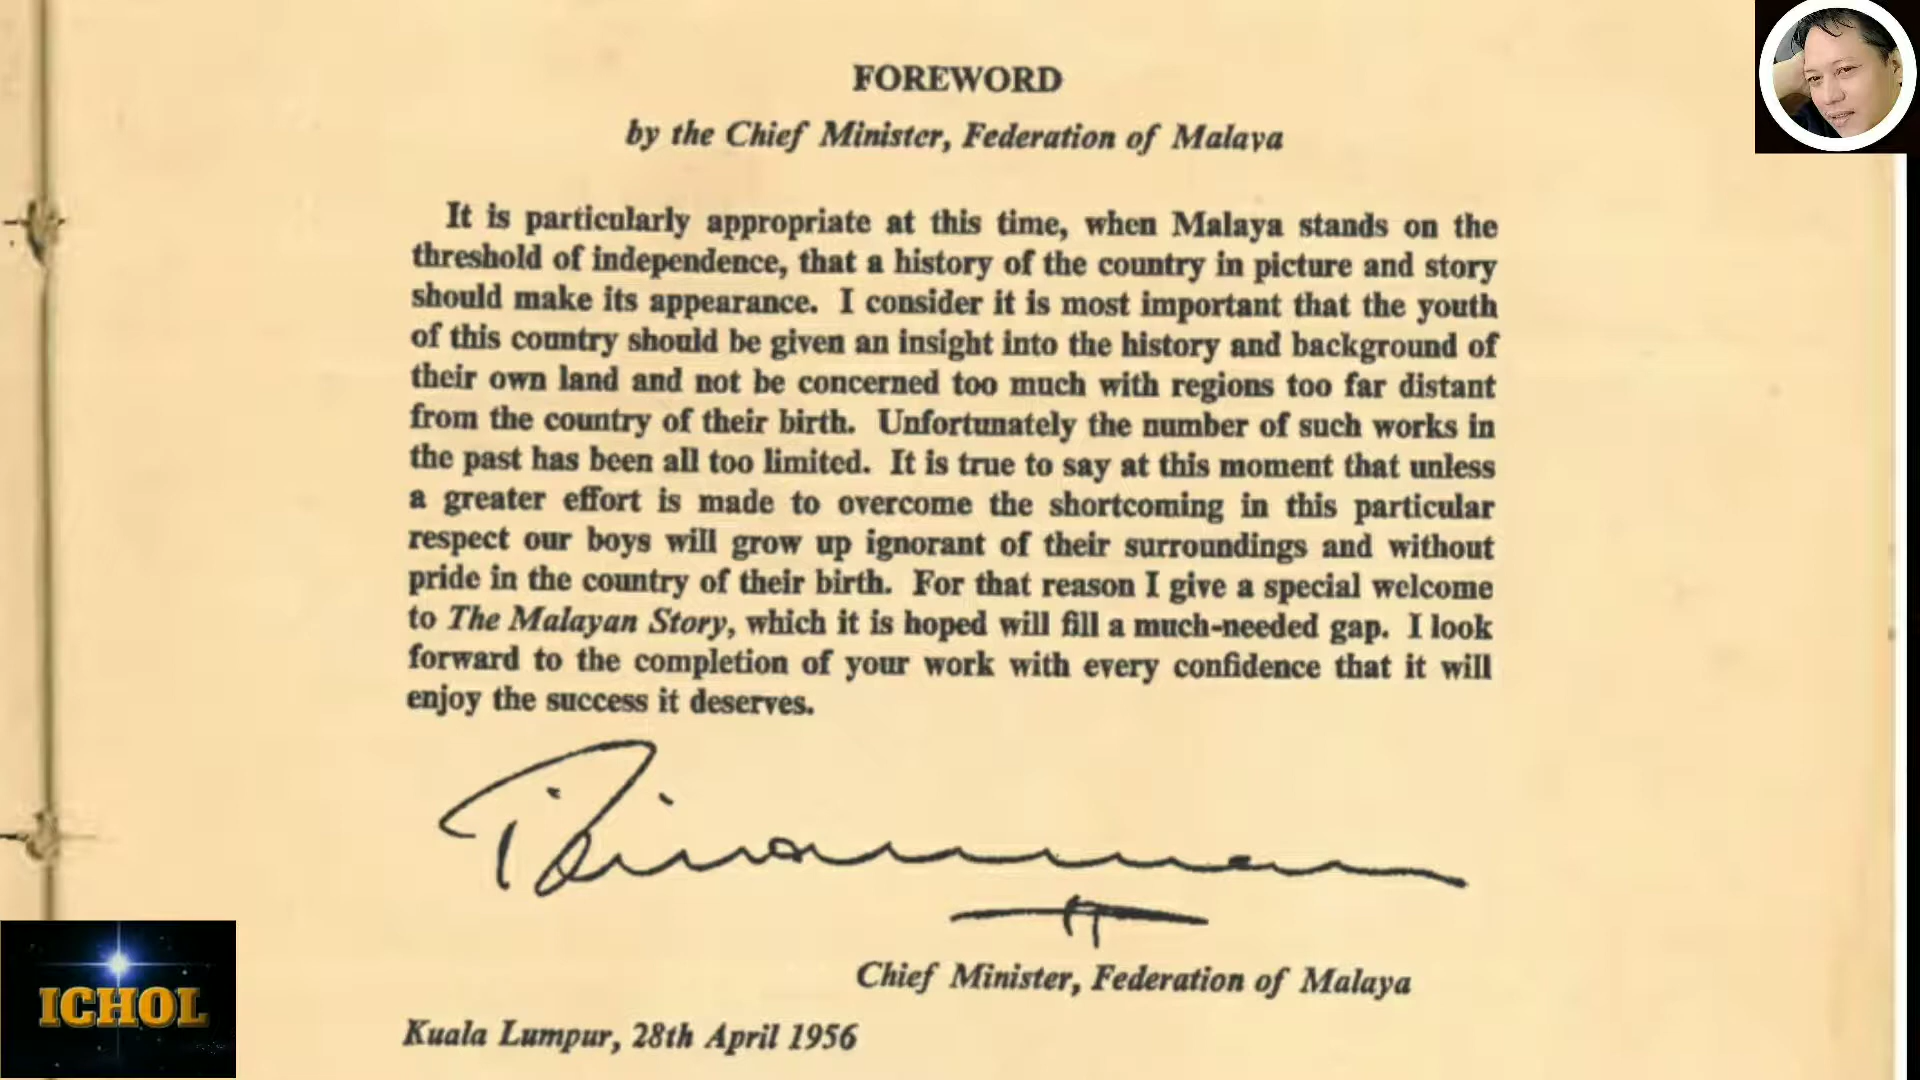 FOREWORD
by the Chief Minister, Federation of Malaya
It is particularly appropriate at this time, when Malaya stands on the
threshold of independence, that a history of the country in picture and story
should make its appearance. I consider it is most important that the youth
of this country should be given an insight into the history and background of
their own land and not be concerned too much with regions too far distant
from the country of their birth. Unfortunately the number of such works in
the past has been all too limited. It is true to say at this moment that unless
a greater effort is made to overcome the shortcoming in this particular
respect our boys will grow up ignorant of their surroundings and without
pride in the country of their birth. For that reason I give a special welcome
to The Malayan Story, which it is hoped will fill a much-needed gap. I look
forward to the completion of your work with every confidence that it will
enjoy the success it deserves.
Chief Minister, Federation of Malaya
Kuala Lumpur, 28th April 1956
ICHOL